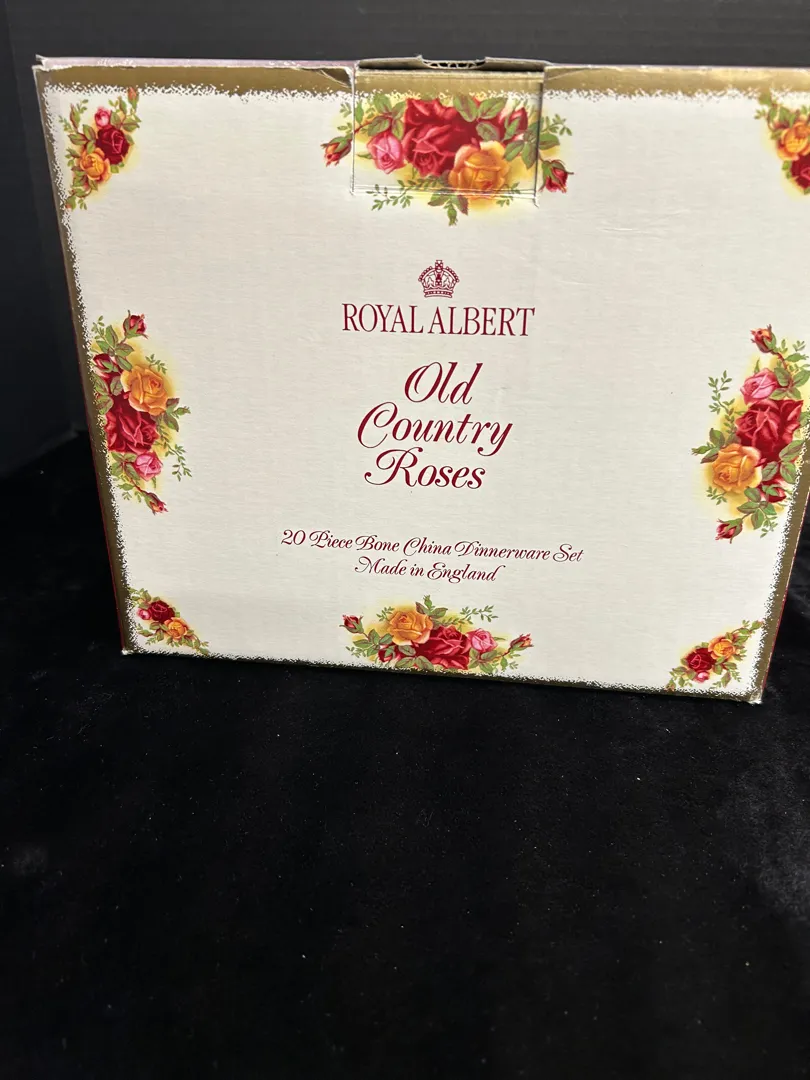 ROYAL ALBERT
Old
Country
Roses
20 Piece Bone China Dinnerware Set
Made in England